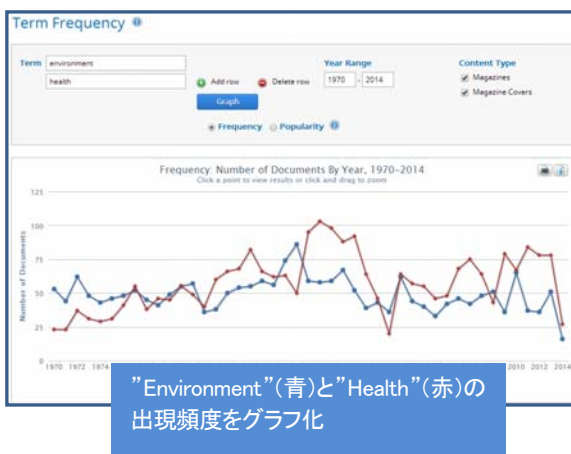 Term Frequency
Term environment
health
Add row Delete row
Graph
Year Range
1970 - 2014
Content Type
Magazines
Magazine Covers
Frequency Popularity
Frequency: Number of Documents By Year, 1970-2014
Click a point to view results or click and drag to zoom
Number of Documents
125
100
75
50
25
0
1970 1972 1974 2010 2012 2014
”Environment”(青)と”Health”(赤)の
出現頻度をグラフ化